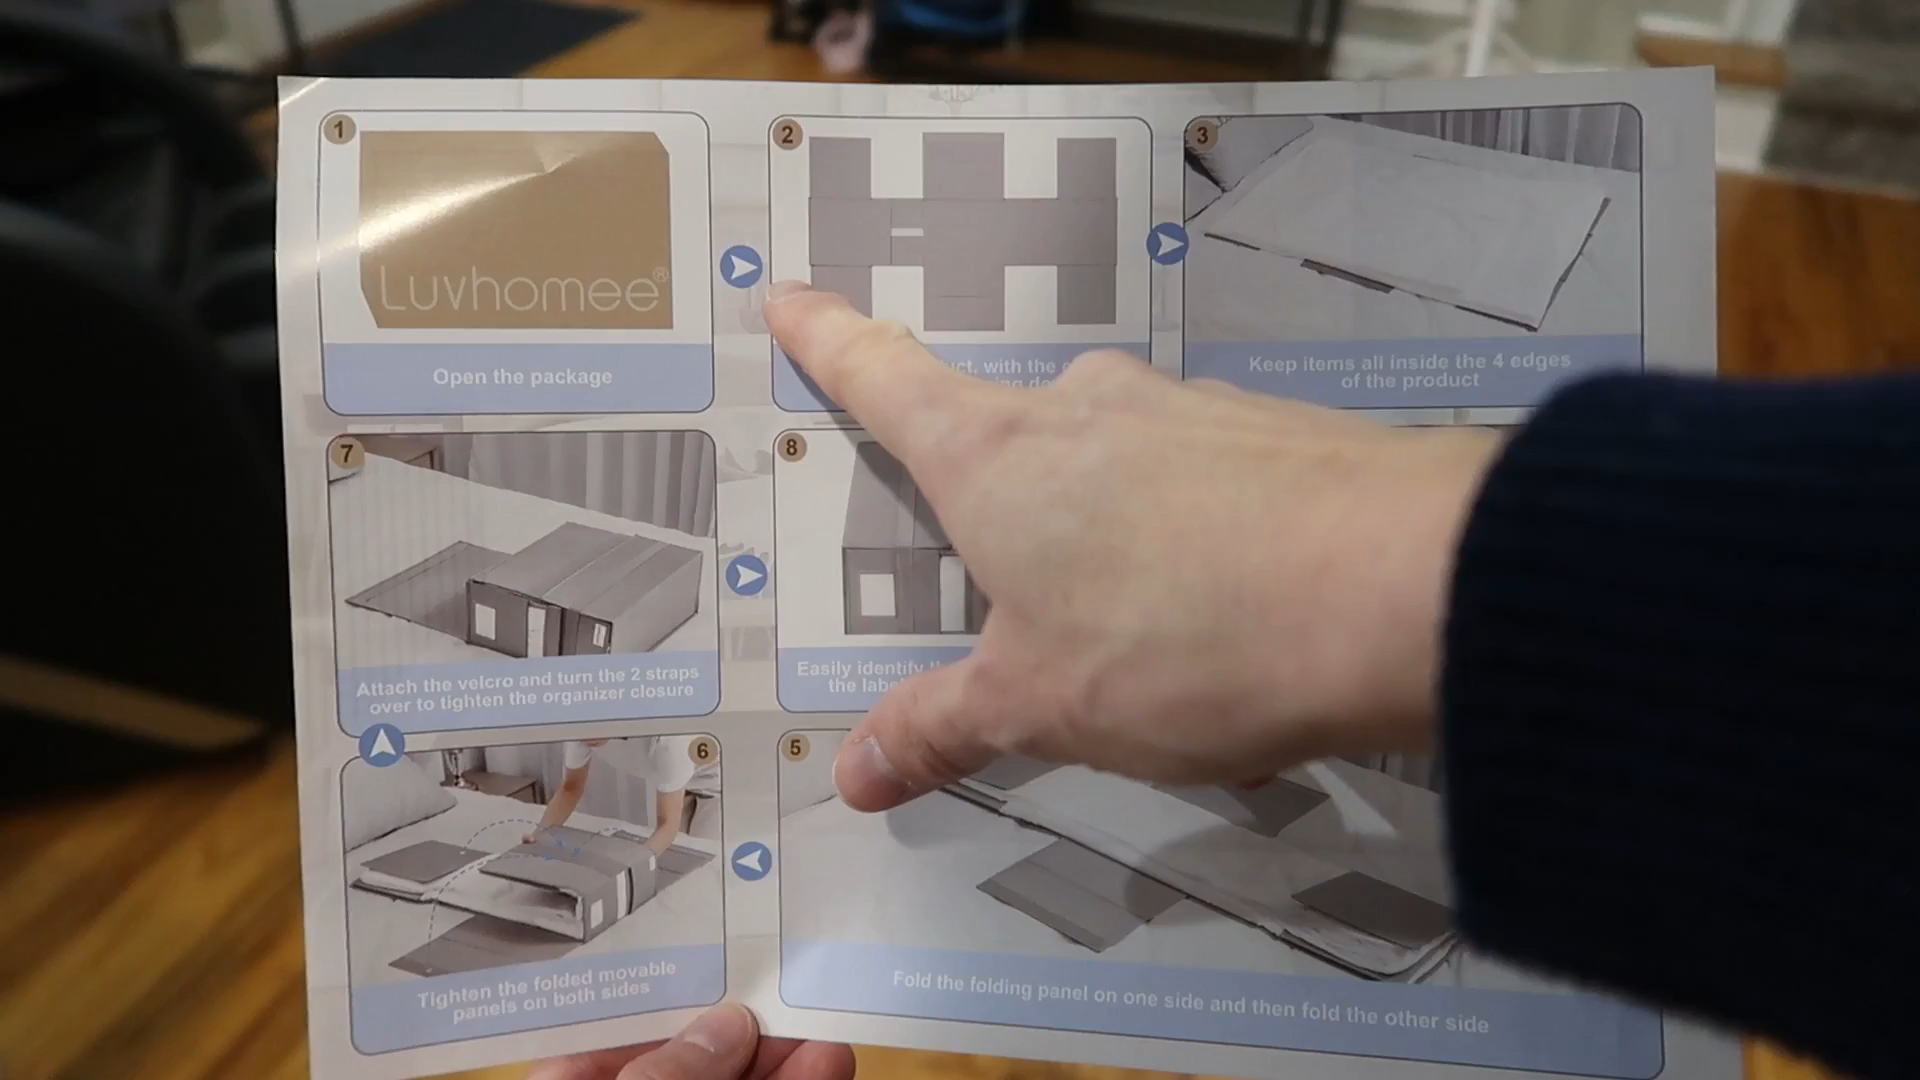 1
Luvhomee®
Open the package
2
with the
3
Keep items all inside the 4 edges
of the product
7
Attach the velcro and turn the 2 straps
over to tighten the organizer closure
8
Easily identify
the
6
Tighten the folded movable
panels on both sides
5
Fold the folding panel on one side and then fold the other side